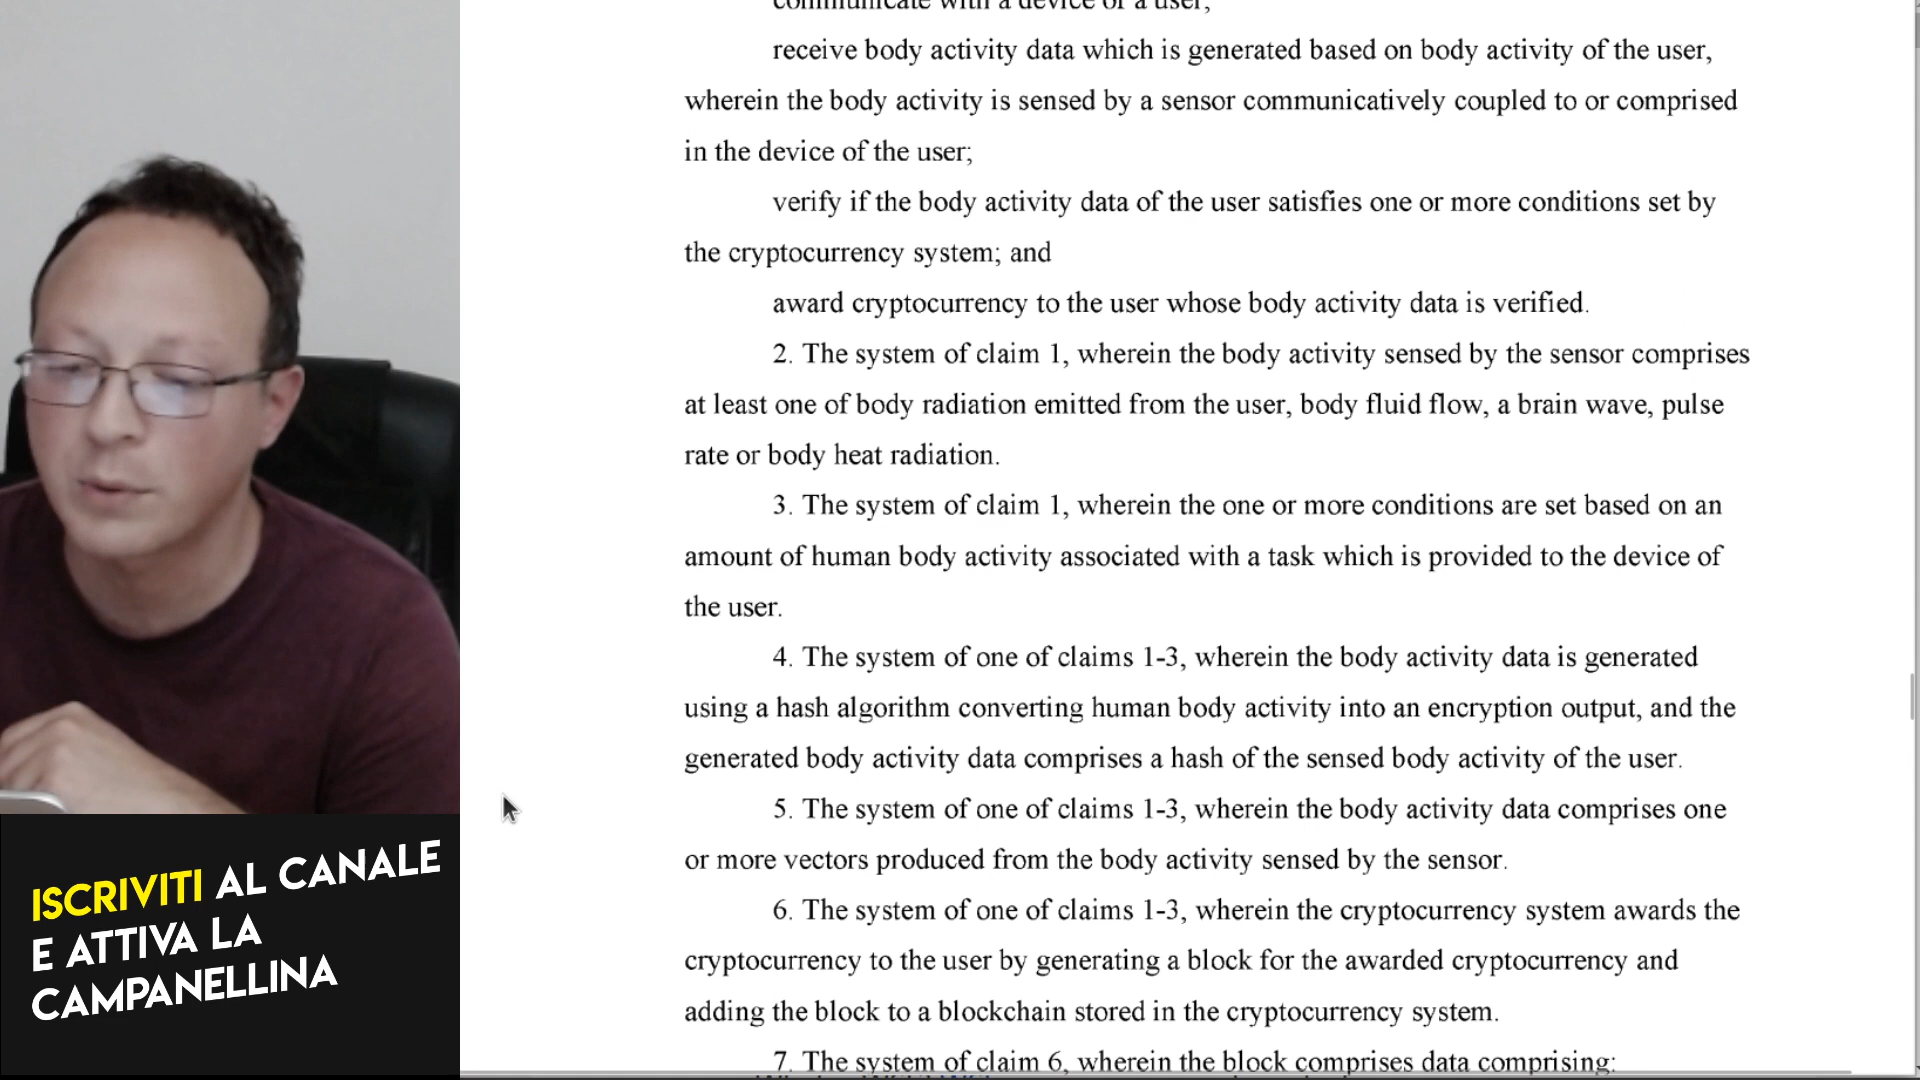 communicate with a device of a user;
receive body activity data which is generated based on body activity of the user,
wherein the body activity is sensed by a sensor communicatively coupled to or comprised
in the device of the user;
verify if the body activity data of the user satisfies one or more conditions set by
the cryptocurrency system; and
award cryptocurrency to the user whose body activity data is verified.
2. The system of claim 1, wherein the body activity sensed by the sensor comprises
at least one of body radiation emitted from the user, body fluid flow, a brain wave, pulse
rate or body heat radiation.
3. The system of claim 1, wherein the one or more conditions are set based on an
amount of human body activity associated with a task which is provided to the device of
the user.
4. The system of one of claims 1-3, wherein the body activity data is generated
using a hash algorithm converting human body activity into an encryption output, and the
generated body activity data comprises a hash of the sensed body activity of the user.
5. The system of one of claims 1-3, wherein the body activity data comprises one
or more vectors produced from the body activity sensed by the sensor.
6. The system of one of claims 1-3, wherein the cryptocurrency system awards the
cryptocurrency to the user by generating a block for the awarded cryptocurrency and
adding the block to a blockchain stored in the cryptocurrency system.
7. The system of claim 6, wherein the block comprises data comprising:
ISCRIVITI AL CANALE
E ATTIVA LA
CAMPANELLINA